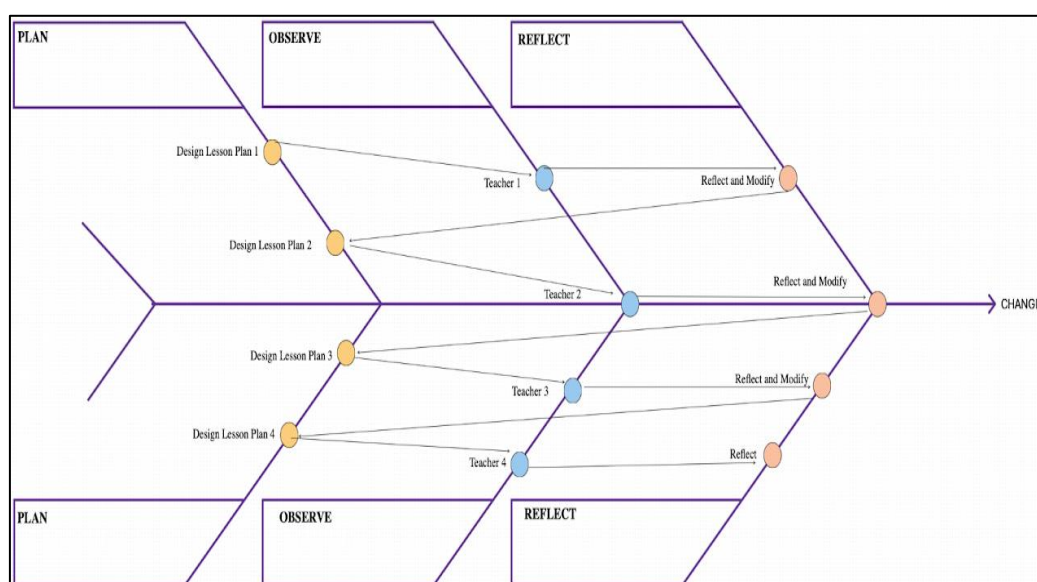 PLAN
OBSERVE
REFLECT
Design Lesson Plan 1
Teacher 1
Reflect and Modify
Design Lesson Plan 2
Teacher 2
Reflect and Modify
CHANGE
Design Lesson Plan 3
Teacher 3
Reflect and Modify
Design Lesson Plan 4
Teacher 4
Reflect
PLAN
OBSERVE
REFLECT